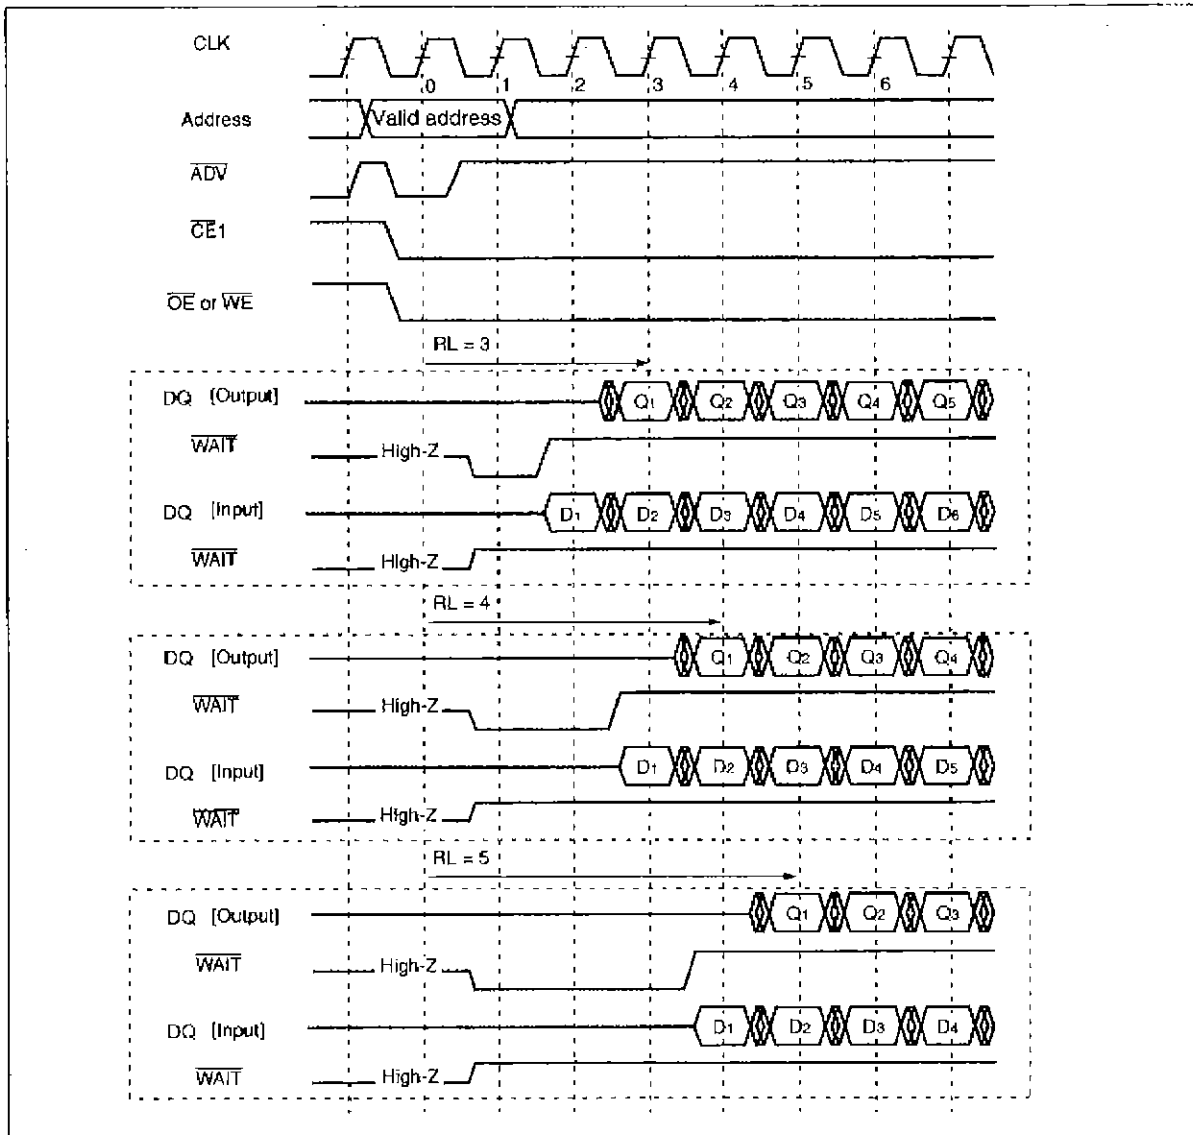 CLK
0 1 2 3 4 5 6
Address Valid address
ADV
CE1
OE or WE
RL = 3
DQ [Output] Q1 Q2 Q3 Q4 Q5
WAIT High-Z
DQ [Input] D1 D2 D3 D4 D5 D6
WAIT High-Z
RL = 4
DQ [Output] Q1 Q2 Q3 Q4
WAIT High-Z
DQ [Input] D1 D2 D3 D4 D5
WAIT High-Z
RL = 5
DQ [Output] Q1 Q2 Q3
WAIT High-Z
DQ [Input] D1 D2 D3 D4
WAIT High-Z